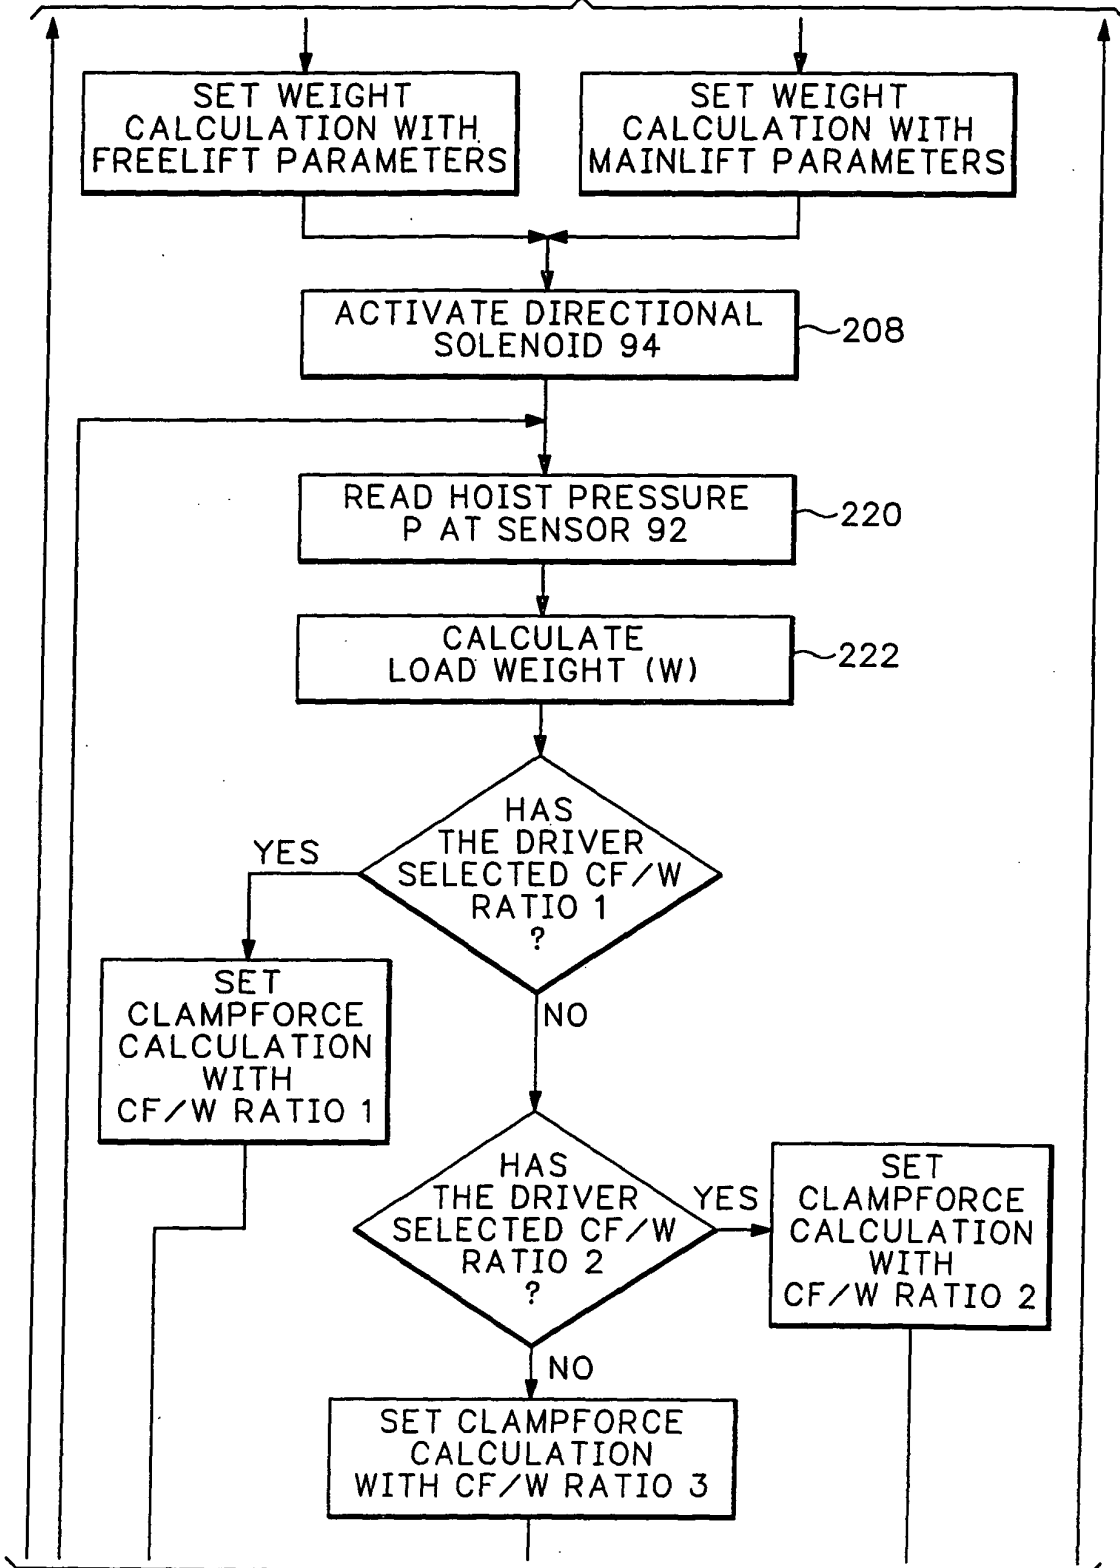 SET WEIGHT
CALCULATION WITH
FREELIFT PARAMETERS
SET WEIGHT
CALCULATION WITH
MAINLIFT PARAMETERS
ACTIVATE DIRECTIONAL
SOLENOID 94
208
READ HOIST PRESSURE
P AT SENSOR 92
220
CALCULATE
LOAD WEIGHT (W)
222
HAS
THE DRIVER
SELECTED CF/W
RATIO 1
?
YES
SET
CLAMPFORCE
CALCULATION
WITH
CF/W RATIO 1
NO
HAS
THE DRIVER
SELECTED CF/W
RATIO 2
?
YES
SET
CLAMPFORCE
CALCULATION
WITH
CF/W RATIO 2
NO
SET CLAMPFORCE
CALCULATION
WITH CF/W RATIO 3